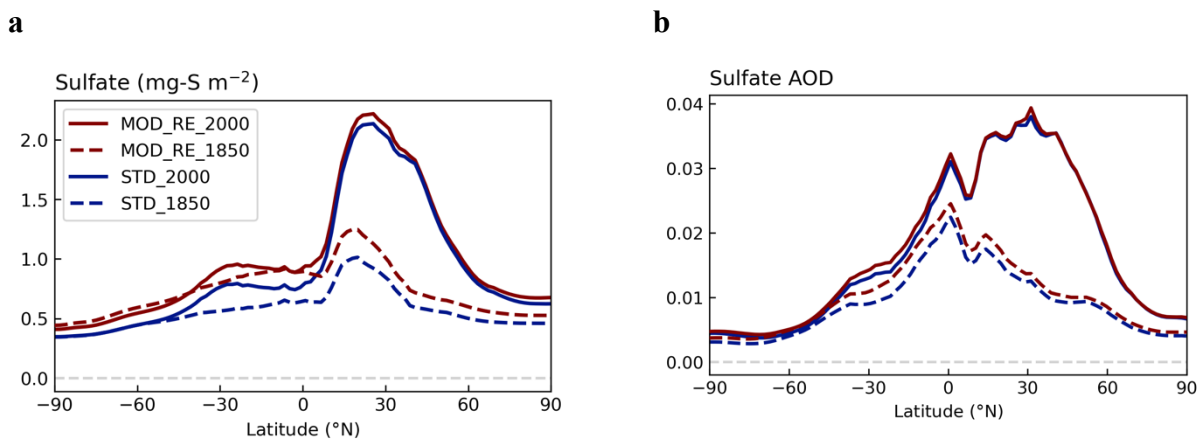 a
Sulfate (mg-S m⁻²)
MOD_RE_2000
MOD_RE_1850
STD_2000
STD_1850
2.0
1.5
1.0
0.5
0.0
−90
−60
−30
0
30
60
90
Latitude (°N)
b
Sulfate AOD
0.04
0.03
0.02
0.01
0.00
−90
−60
−30
0
30
60
90
Latitude (°N)